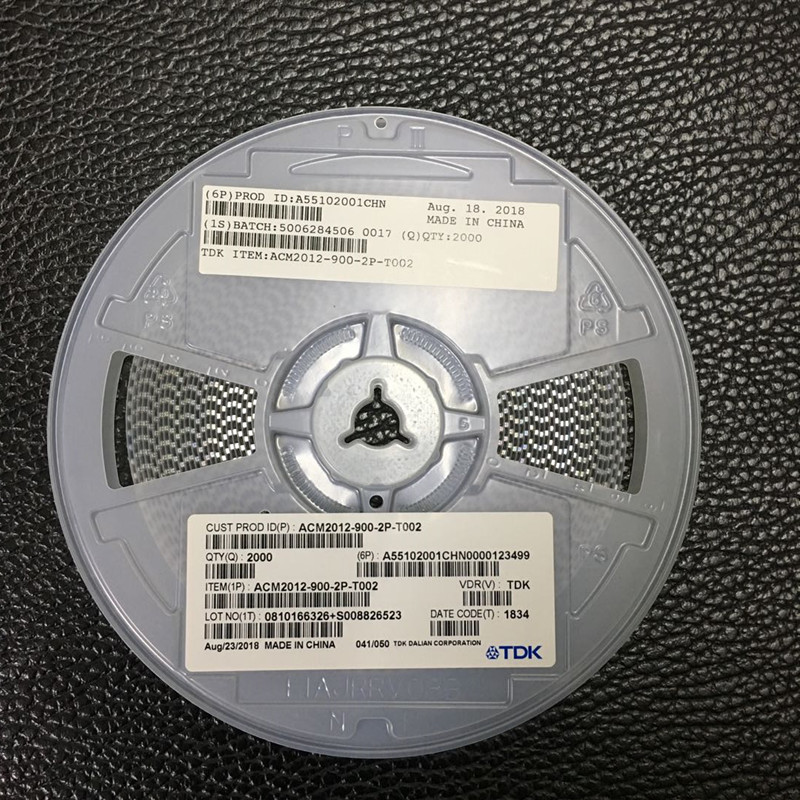 (6P)PROD ID:A55102001CHN
Aug. 18. 2018
MADE IN CHINA
(1S)BATCH:5006284506 0017 (Q)QTY:2000
TDK ITEM:ACM2012-900-2P-T002
PS
PS
6
CUST PROD ID(P) : ACM2012-900-2P-T002
QTY(Q) : 2000 (6P) : A55102001CHN0000123499
ITEM(1P) : ACM2012-900-2P-T002 VDR(V) : TDK
LOT NO(1T) : 0810166326+S008826523 DATE CODE(T) : 1834
Aug/23/2018 MADE IN CHINA 041/050 TDK DALIAN CORPORATION
TDK